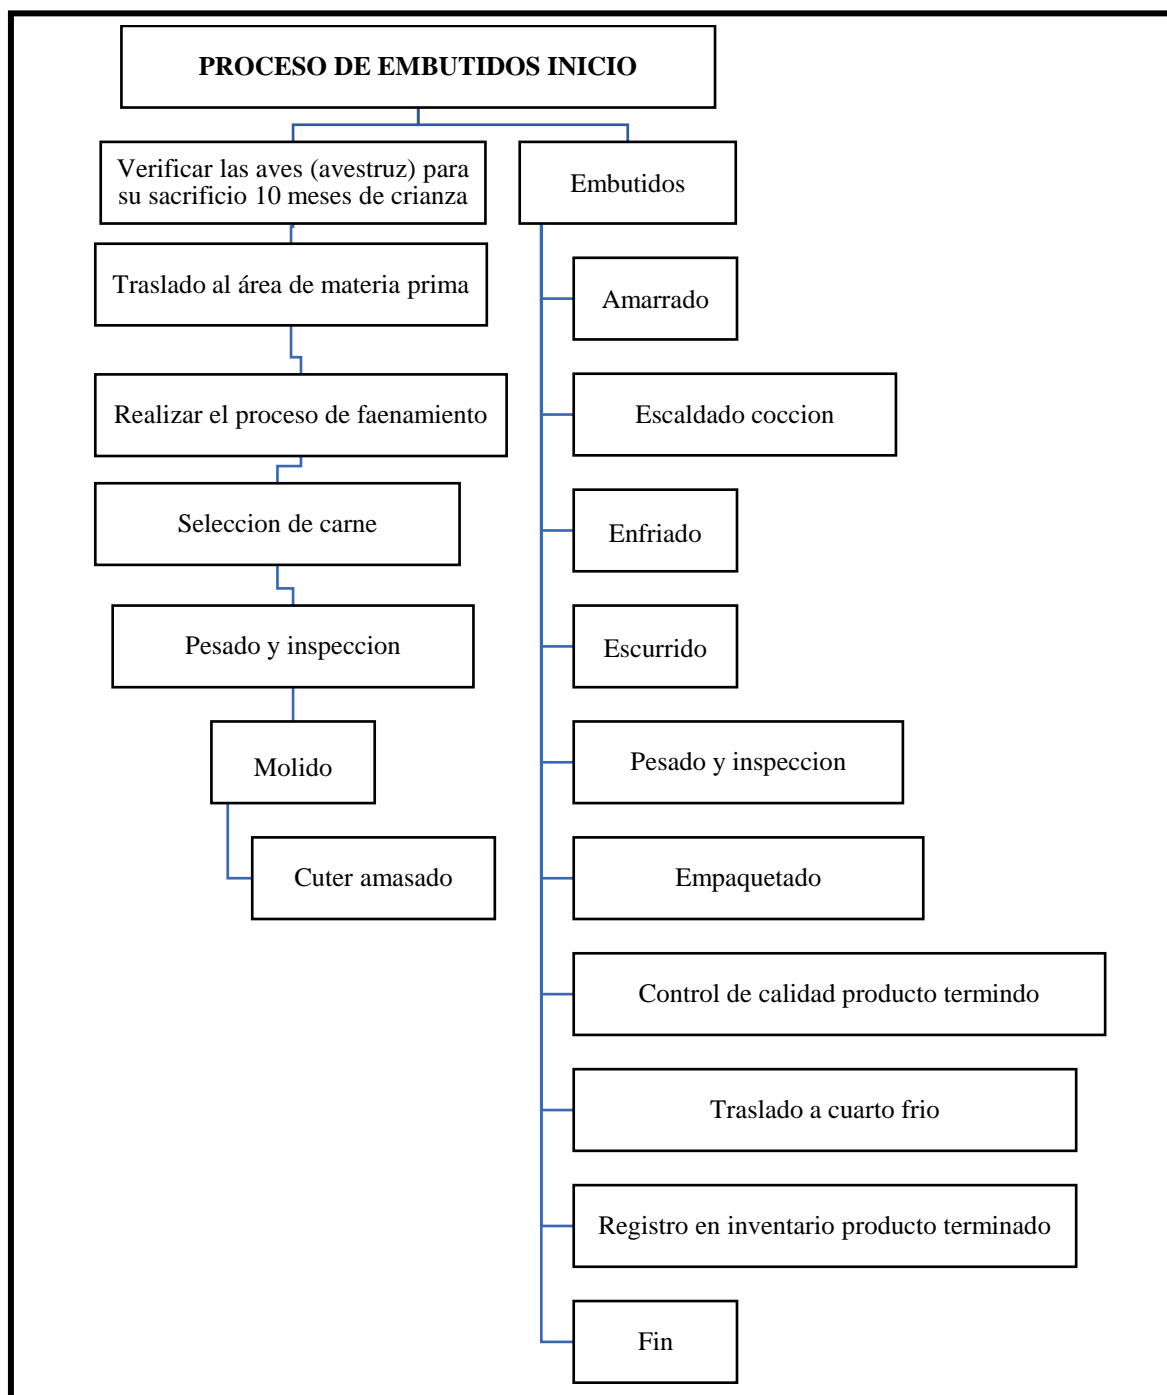 PROCESO DE EMBUTIDOS INICIO
Verificar las aves (avestruz) para
su sacrificio 10 meses de crianza
Traslado al área de materia prima
Realizar el proceso de faenamiento
Seleccion de carne
Pesado y inspeccion
Molido
Cuter amasado
Embutidos
Amarrado
Escaldado coccion
Enfriado
Escurrido
Pesado y inspeccion
Empaquetado
Control de calidad producto termindo
Traslado a cuarto frio
Registro en inventario producto terminado
Fin